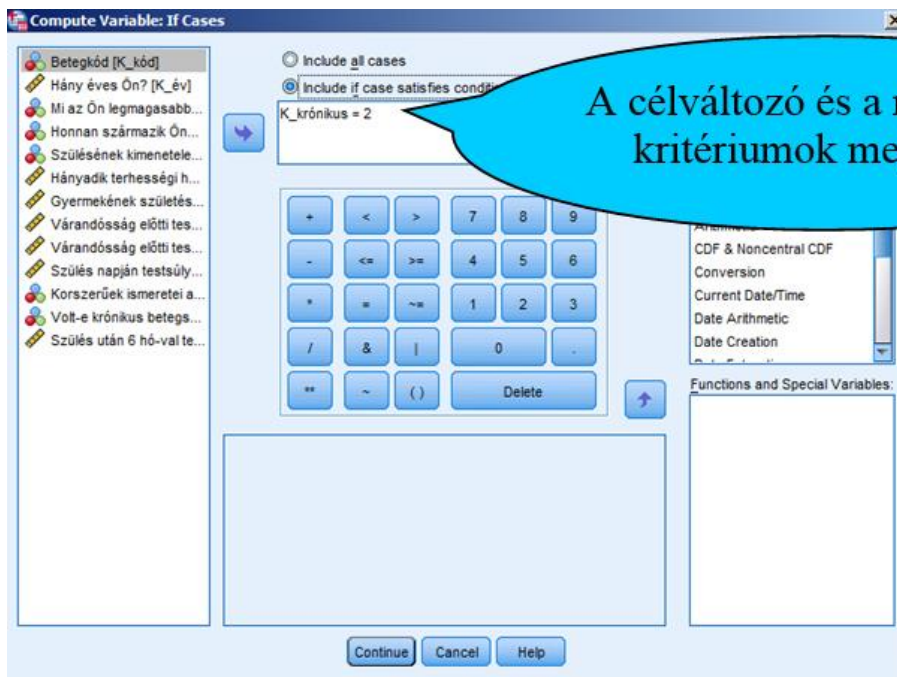 Compute Variable: If Cases
Betegkód [K_kód]
Hány éves Ön? [K_év]
Mi az Ön legmagasabb...
Honnan származik Ön...
Szülésének kimenetele...
Hányadik terhességi h...
Gyermekének születés...
Várandósság előtti tes...
Várandósság előtti tes...
Szülés napján testsúly...
Korszerűek ismeretei a...
Volt-e krónikus betegs...
Szülés után 6 hó-val te...
Include all cases
Include if case satisfies
K_krónikus = 2
A célváltozó és a
kritériumok
+ < > 7 8 9
- <= >= 4 5 6
* = ~= 1 2 3
/ & | 0 .
** ~ ( ) Delete
CDF & Noncentral CDF
Conversion
Current Date/Time
Date Arithmetic
Date Creation
Functions and Special Variables:
Continue Cancel Help